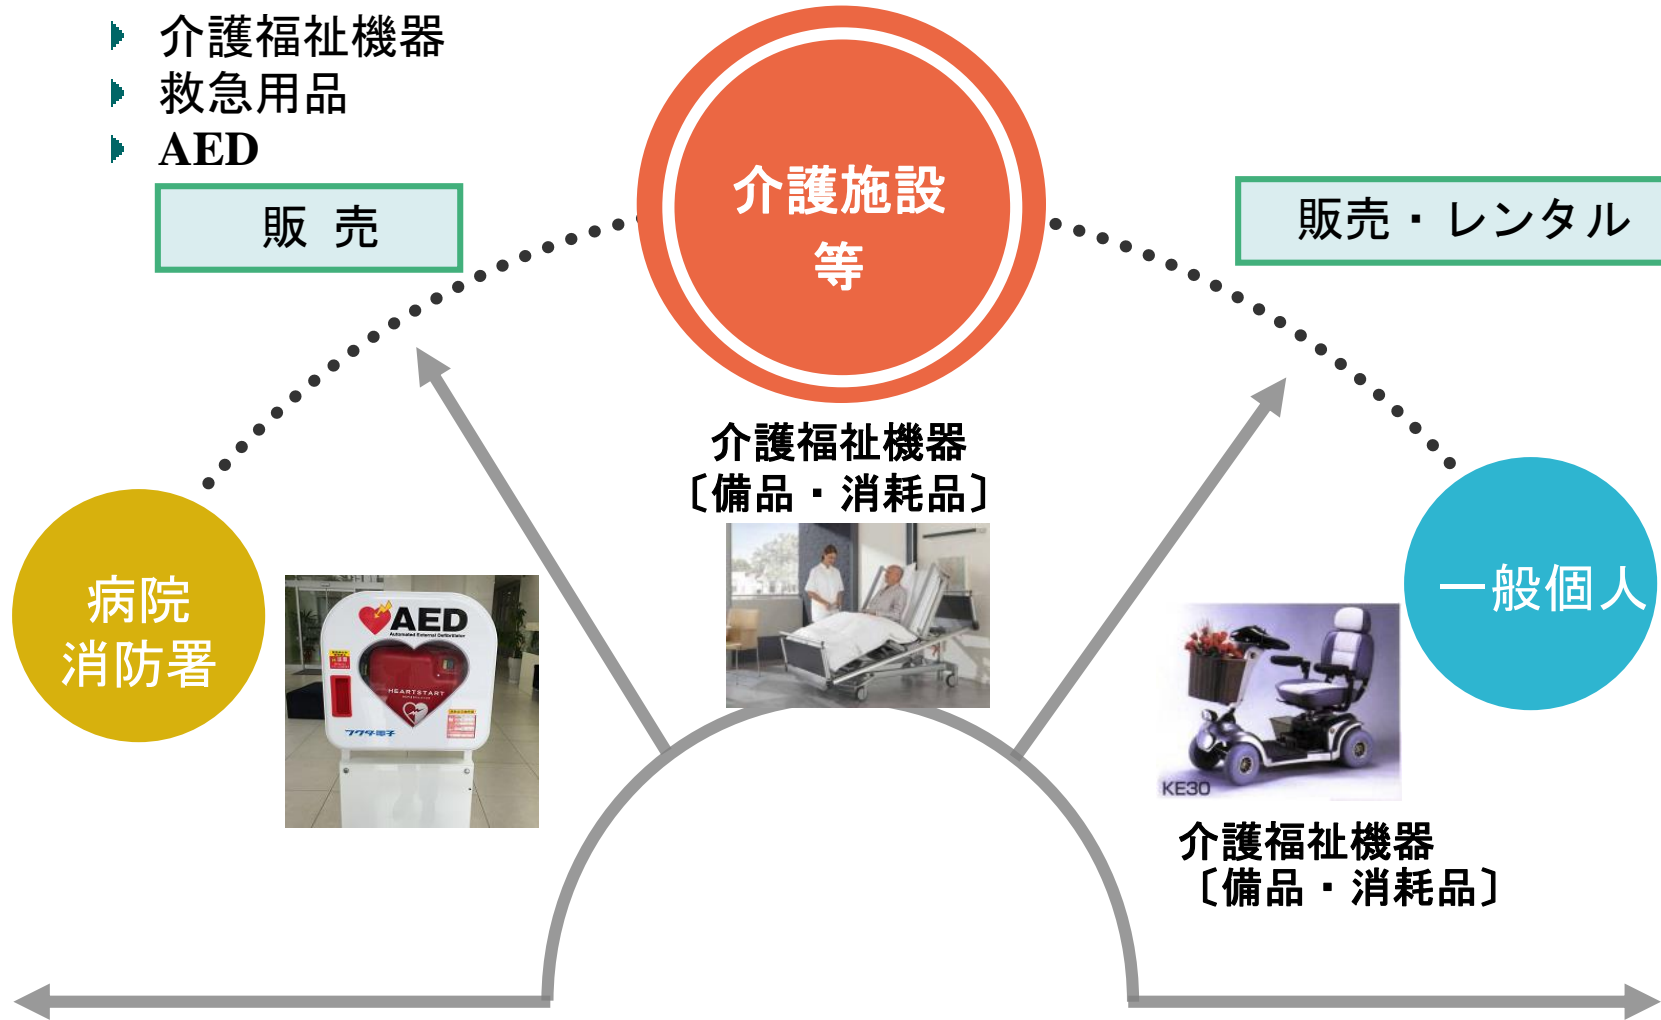 介護福祉機器
救急用品
AED
販 売
介護施設
等
販売・レンタル
介護福祉機器
〔備品・消耗品〕
病院
消防署
一般個人
AED
Automated External Defibrillator
HEARTSTART
フクダ電子
KE30
介護福祉機器
〔備品・消耗品〕